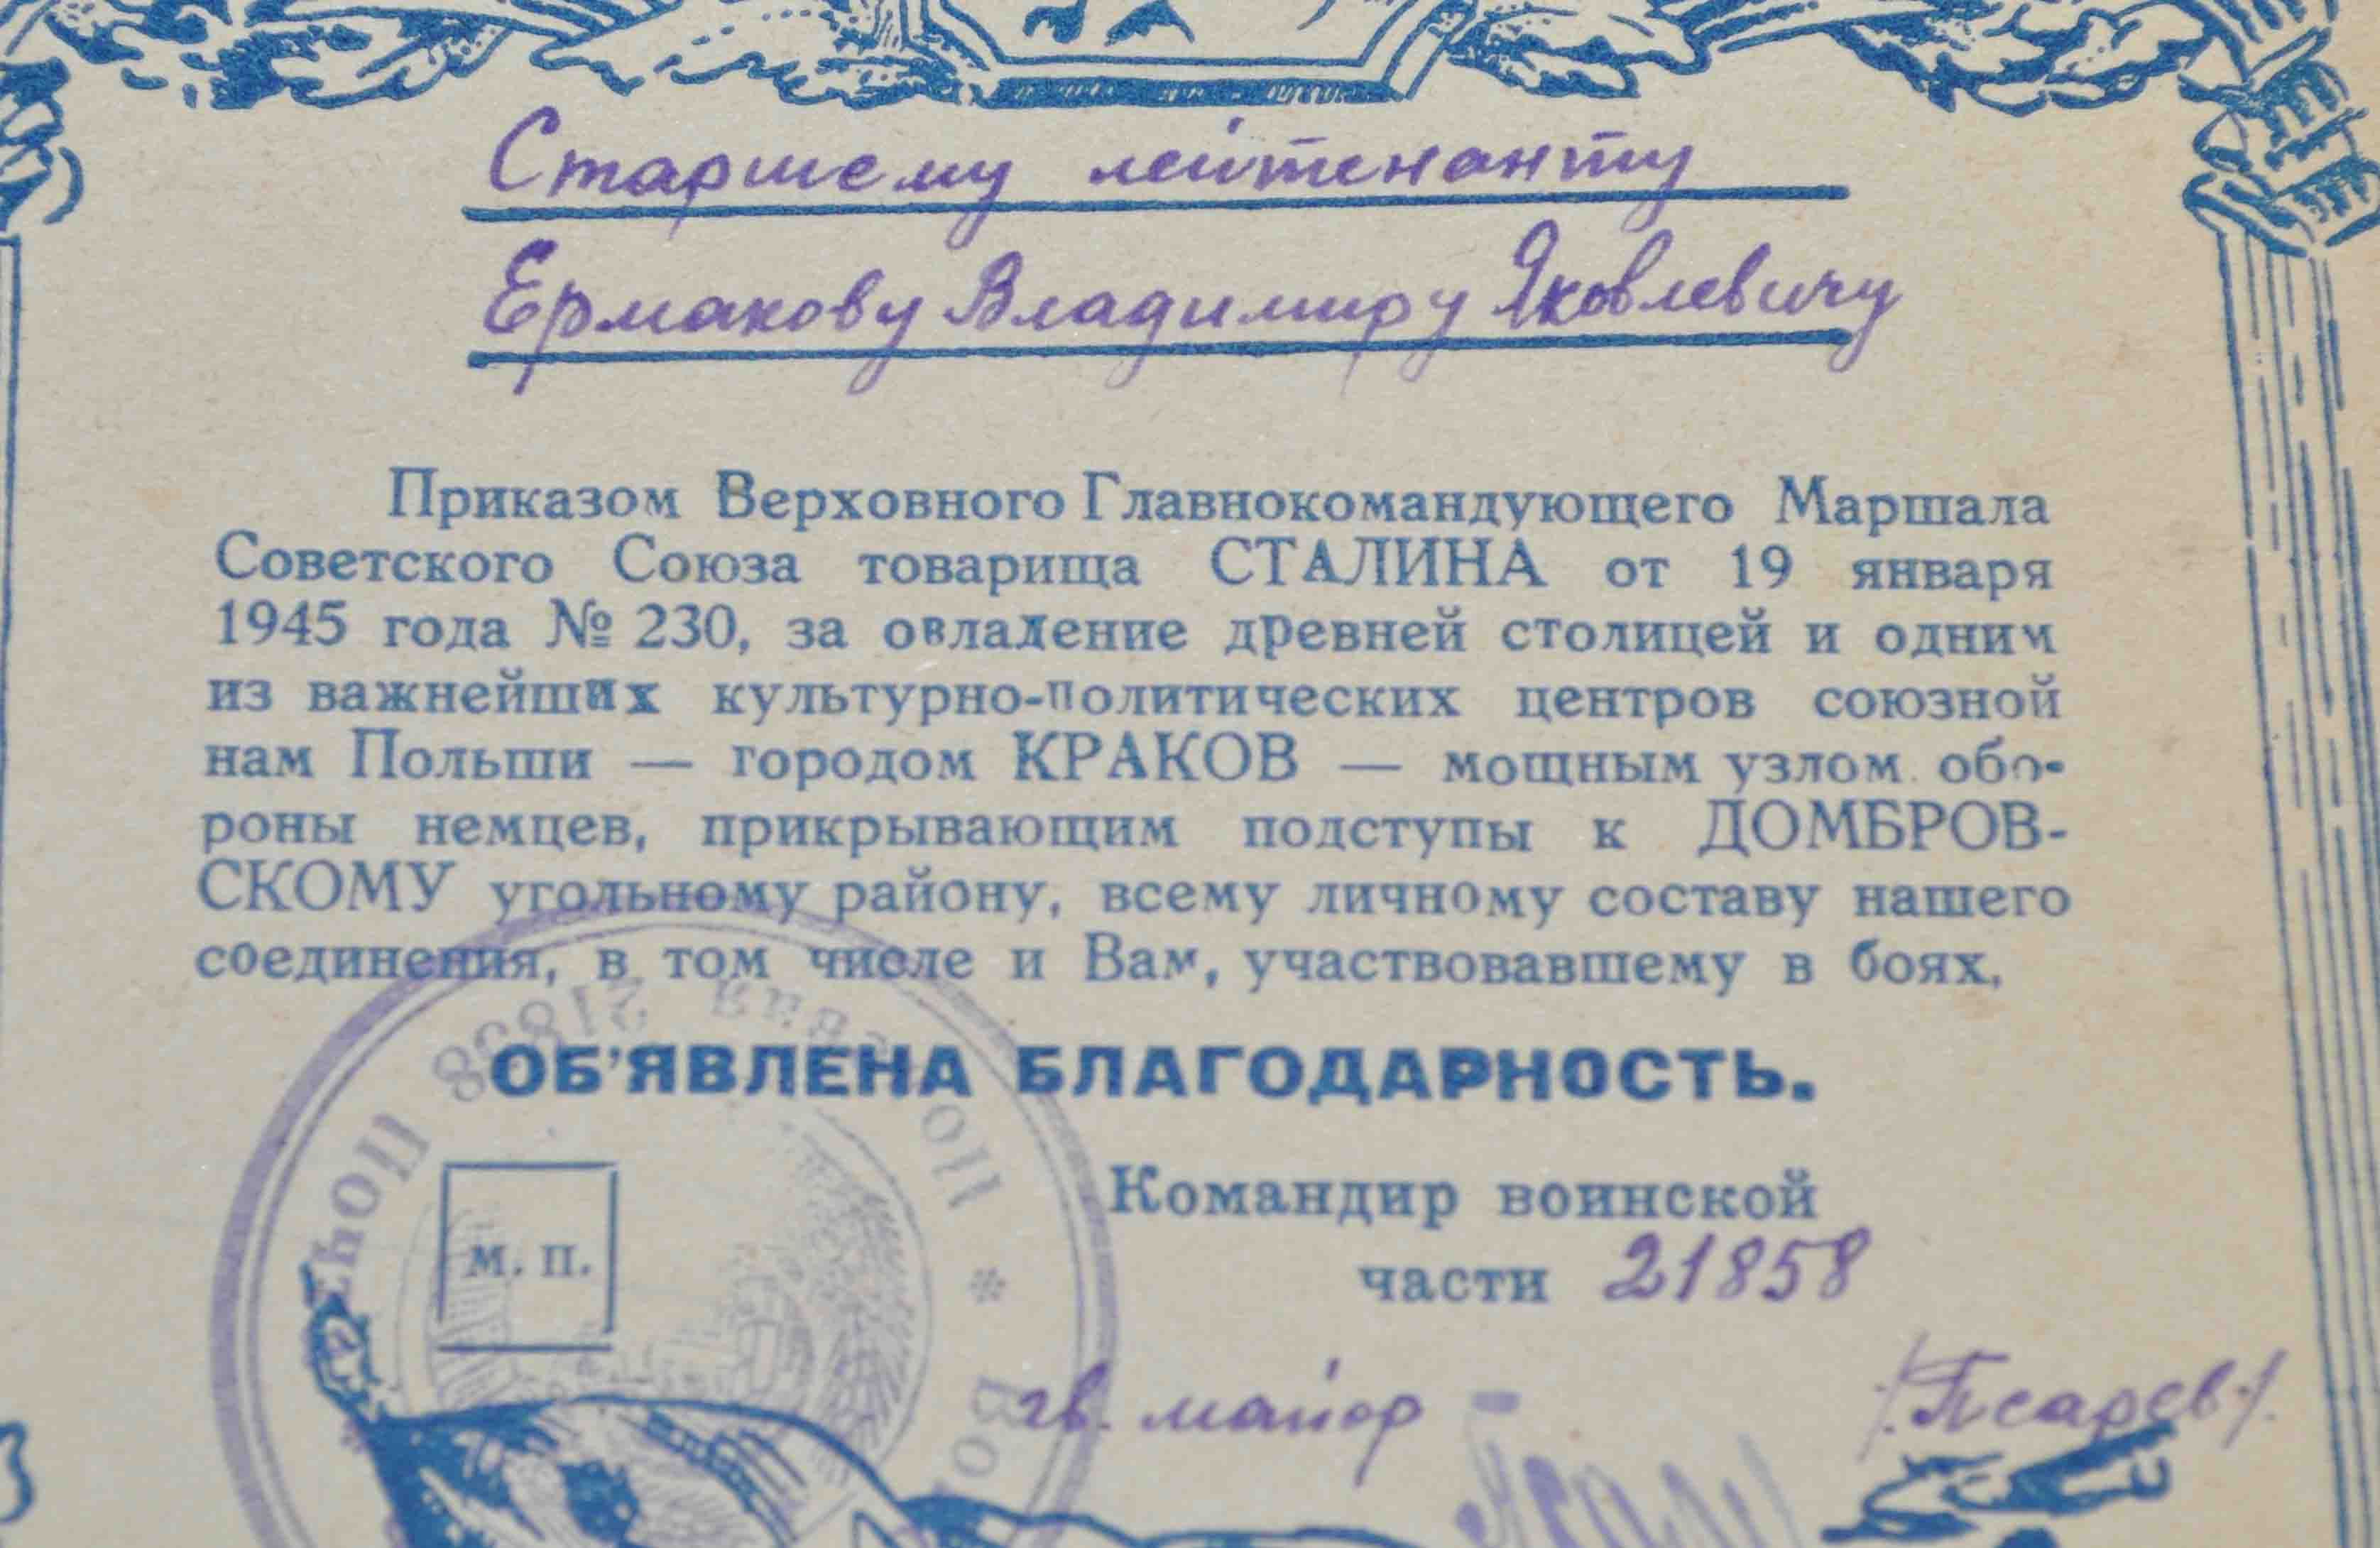 Старшему лейтенанту
Ермакову Владимиру Яковлевичу
Приказом Верховного Главнокомандующего Маршала
Советского Союза товарища СТАЛИНА от 19 января
1945 года № 230, за овладение древней столицей и одним
из важнейших культурно-политических центров союзной
нам Польши — городом КРАКОВ — мощным узлом обо-
роны немцев, прикрывающим подступы к ДОМБРОВ-
СКОМУ угольному району, всему личному составу нашего
соединения, в том числе и Вам, участвовавшему в боях,
ОБ'ЯВЛЕНА БЛАГОДАРНОСТЬ.
Командир воинской
части 21858
м. п.
гв. майор - /Писарев/